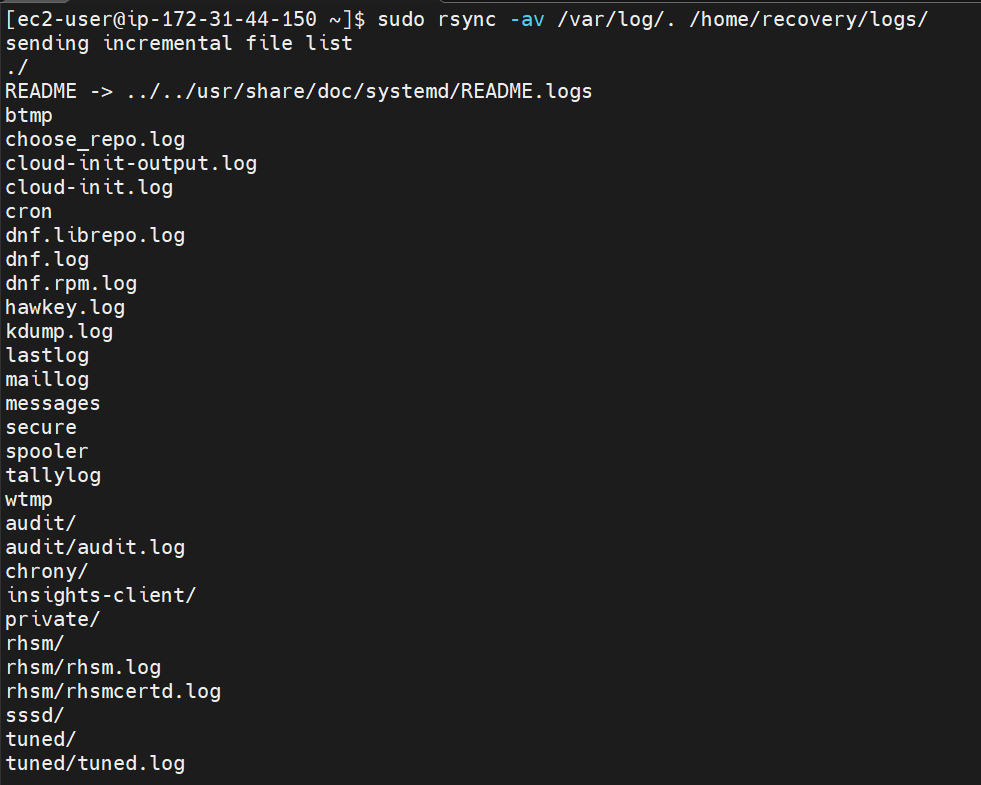 [ec2-user@ip-172-31-44-150 ~]$ sudo rsync -av /var/log/. /home/recovery/logs/
sending incremental file list
./
README -> ../../usr/share/doc/systemd/README.logs
btmp
choose_repo.log
cloud-init-output.log
cloud-init.log
cron
dnf.librepo.log
dnf.log
dnf.rpm.log
hawkey.log
kdump.log
lastlog
maillog
messages
secure
spooler
tallylog
wtmp
audit/
audit/audit.log
chrony/
insights-client/
private/
rhsm/
rhsm/rhsm.log
rhsm/rhsmcertd.log
sssd/
tuned/
tuned/tuned.log